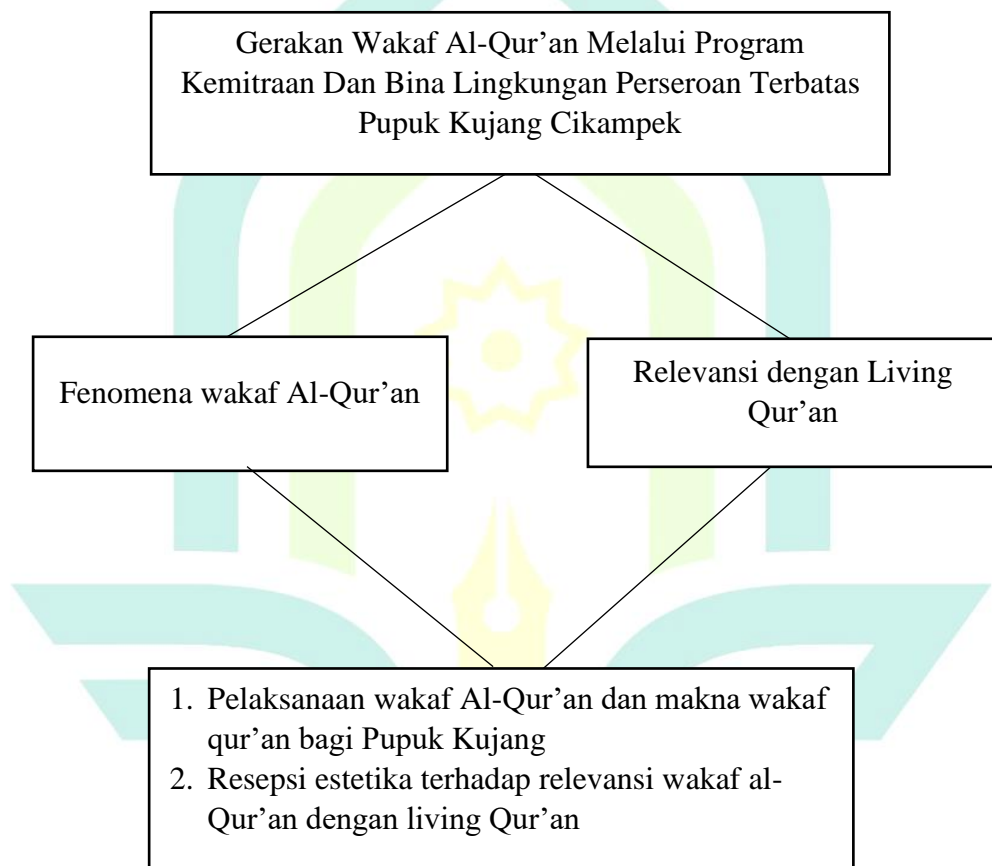 Gerakan Wakaf Al-Qur’an Melalui Program
Kemitraan Dan Bina Lingkungan Perseroan Terbatas
Pupuk Kujang Cikampek
Fenomena wakaf Al-Qur’an
Relevansi dengan Living
Qur’an
1. Pelaksanaan wakaf Al-Qur’an dan makna wakaf
qur’an bagi Pupuk Kujang
2. Resepsi estetika terhadap relevansi wakaf al-
Qur’an dengan living Qur’an